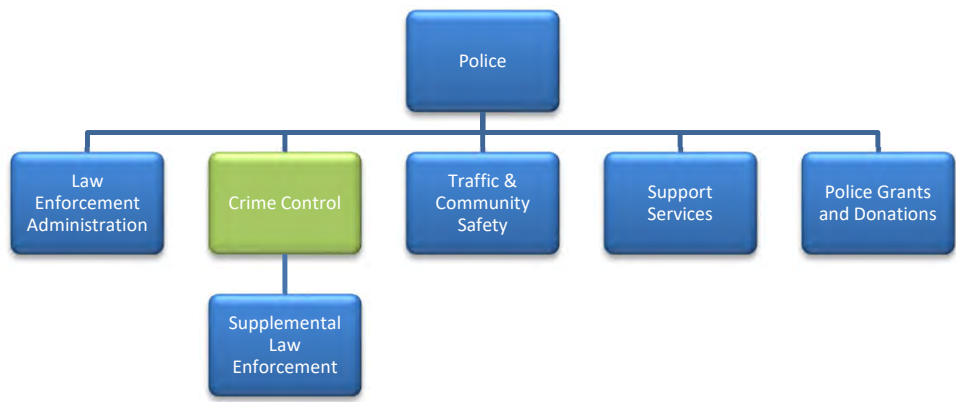 Police
Law
Enforcement
Administration
Crime Control
Traffic &
Community
Safety
Support
Services
Police Grants
and Donations
Supplemental
Law
Enforcement